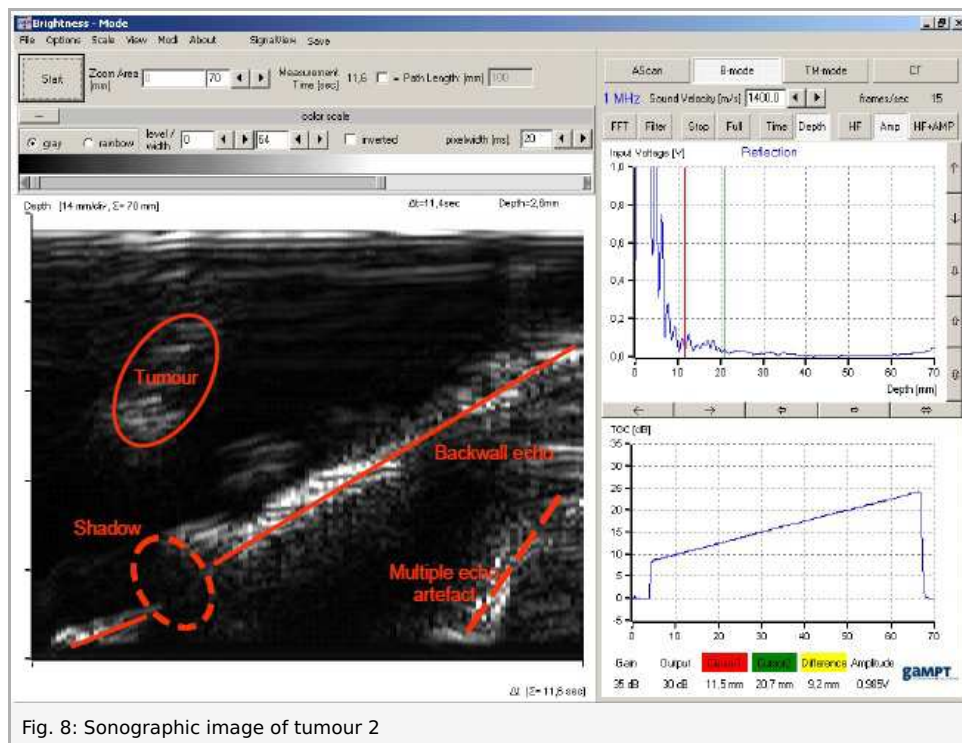 Brightness - Mode
File Options Scale View Modi About SignalView Save
Start
Zoom Area [mm] 0 70
Measurement Time [sec] 11,6 = Path Length [mm] 100
color scale
gray rainbow level / width 0 64 inverted pixelwidth [ms] 20
Depth [14 mm/div, Σ= 70 mm] Δt=11,4sec Depth=2,8mm
Tumour
Backwall echo
Shadow
Multiple echo
artefact
Δt [Σ=11,6 sec]
AScan B-mode TM-mode CT
1 MHz Sound Velocity [m/s] 1400.0 frames/sec 15
FFT Filter Stop Full Time Depth HF Amp HF+AMP
Input Voltage [V] Reflection
1,0
0,8
0,6
0,4
0,2
0,0
0 10 20 30 40 50 60 70
Depth [mm]
TGC [dB]
35
30
25
20
15
10
5
0
-5
0 10 20 30 40 50 60 70
Gain Output Cursor1 Cursor2 Difference Amplitude
35 dB 30 dB 11,5 mm 20,7 mm 9,2 mm 0,985V
GAMPT
Fig. 8: Sonographic image of tumour 2